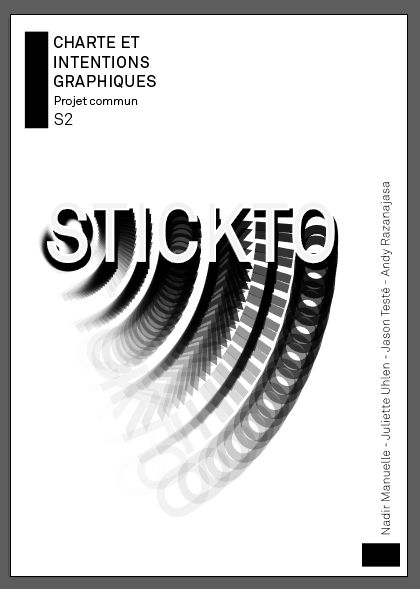 CHARTE ET
INTENTIONS
GRAPHIQUES
Projet commun
S2
STICKTO
Nadir Manuelle - Juliette Uhlen - Jason Testé - Andy Razanajasa